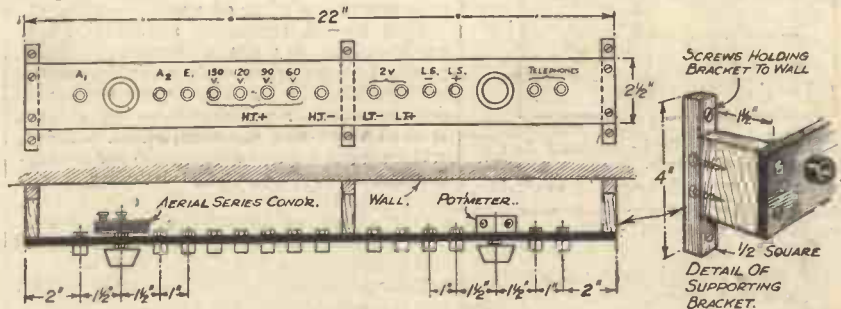 22"
A₁ A₂ E. 150 V. 120 V. 90 V. 60 V. 2V L.S. − L.S. + TELEPHONES
H.T.+ H.T.− L.T.− L.T.+
2½"
SCREWS HOLDING
BRACKET TO WALL
1½"
4"
½ SQUARE
DETAIL OF
SUPPORTING
BRACKET.
AERIAL SERIES CONDR. WALL. POTMETER..
2" 1½" 1½" 1" 1" 1½" 1½" 1" 2"